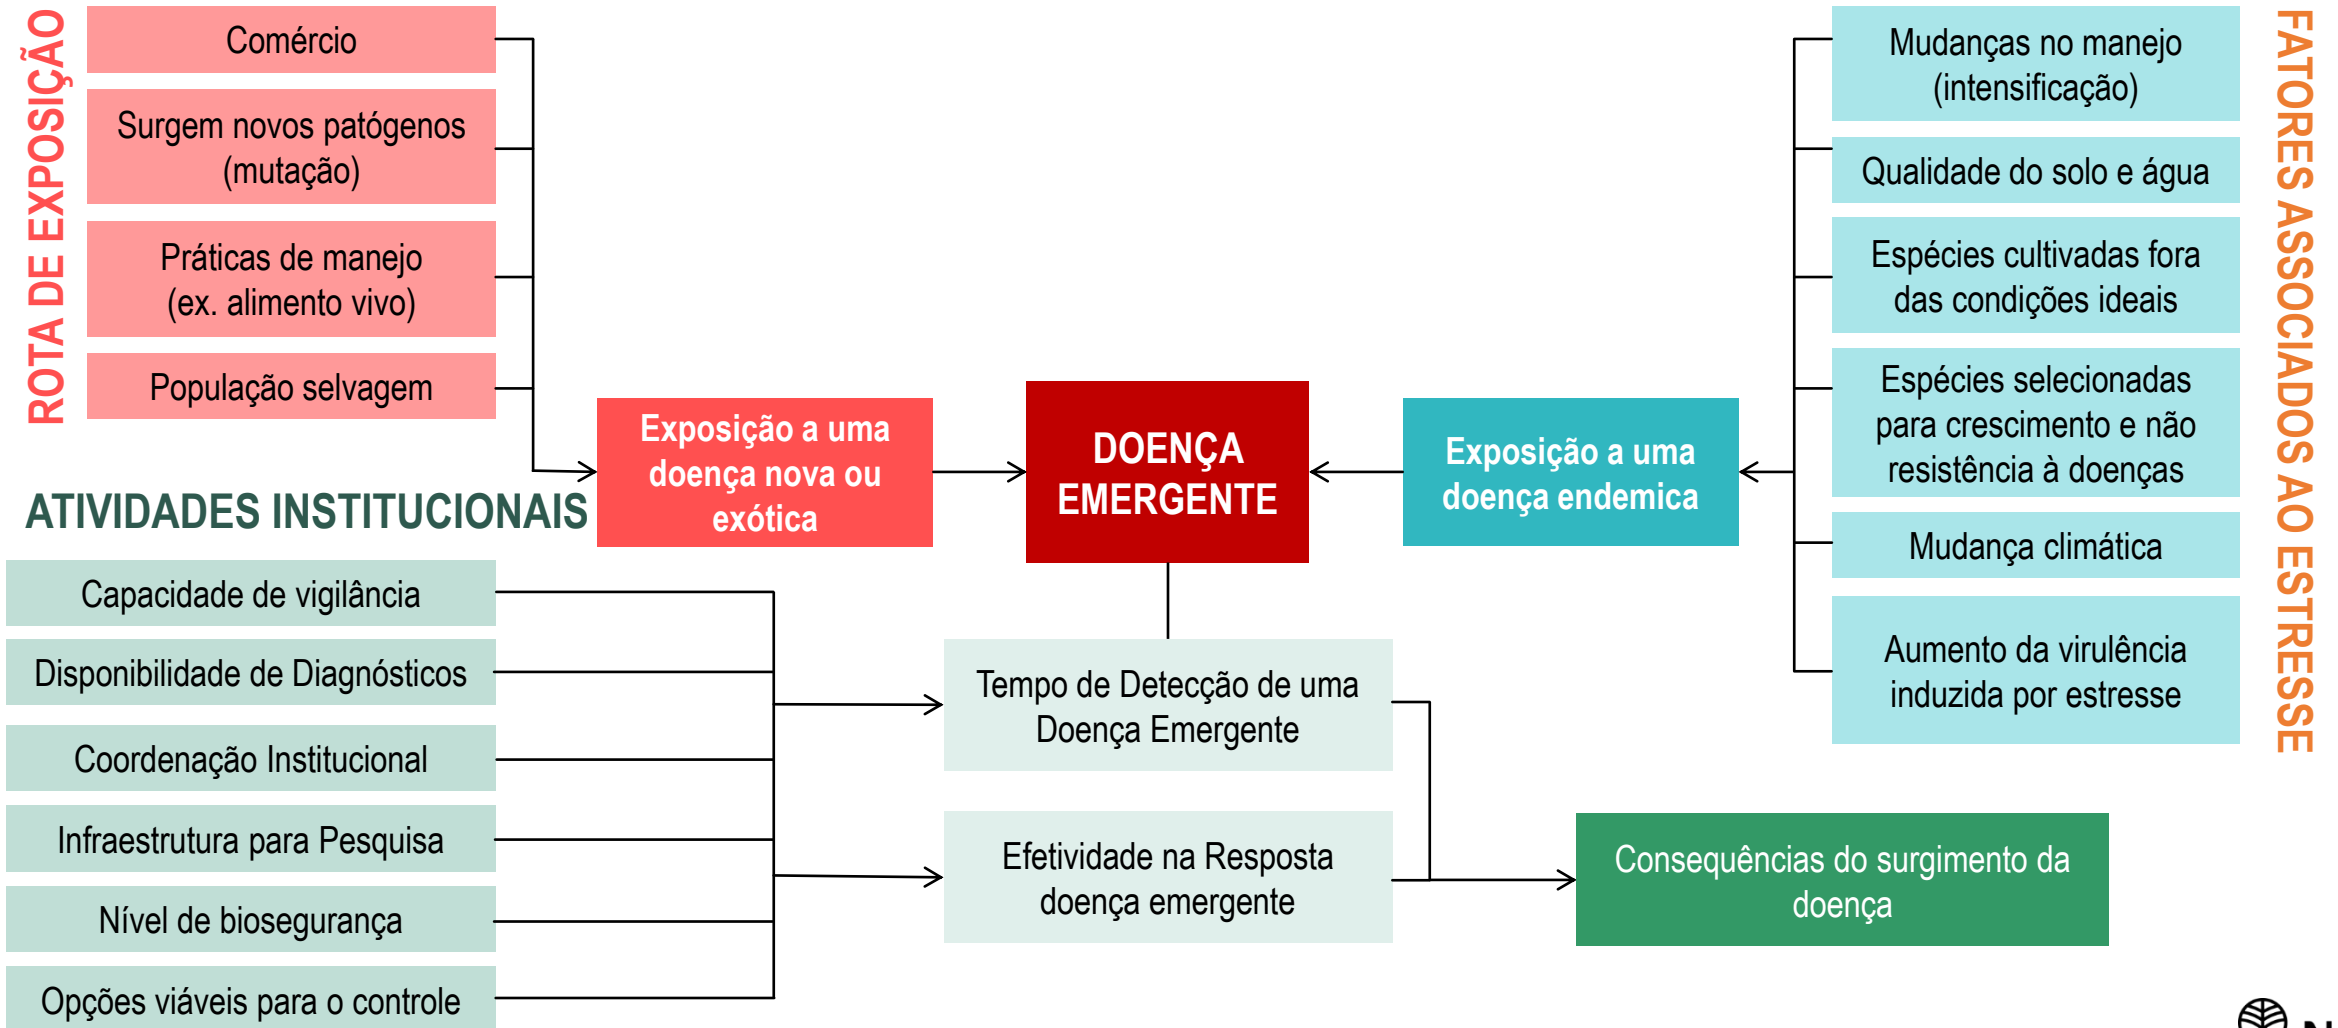 ROTA DE EXPOSIÇÃO
Comércio
Surgem novos patógenos
(mutação)
Práticas de manejo
(ex. alimento vivo)
População selvagem
Exposição a uma
doença nova ou
exótica
DOENÇA
EMERGENTE
Exposição a uma
doença endemica
Mudanças no manejo
(intensificação)
Qualidade do solo e água
Espécies cultivadas fora
das condições ideais
Espécies selecionadas
para crescimento e não
resistência à doenças
Mudança climática
Aumento da virulência
induzida por estresse
FATORES ASSOCIADOS AO ESTRESSE
ATIVIDADES INSTITUCIONAIS
Capacidade de vigilância
Disponibilidade de Diagnósticos
Coordenação Institucional
Infraestrutura para Pesquisa
Nível de biosegurança
Opções viáveis para o controle
Tempo de Detecção de uma
Doença Emergente
Efetividade na Resposta
doença emergente
Consequências do surgimento da
doença